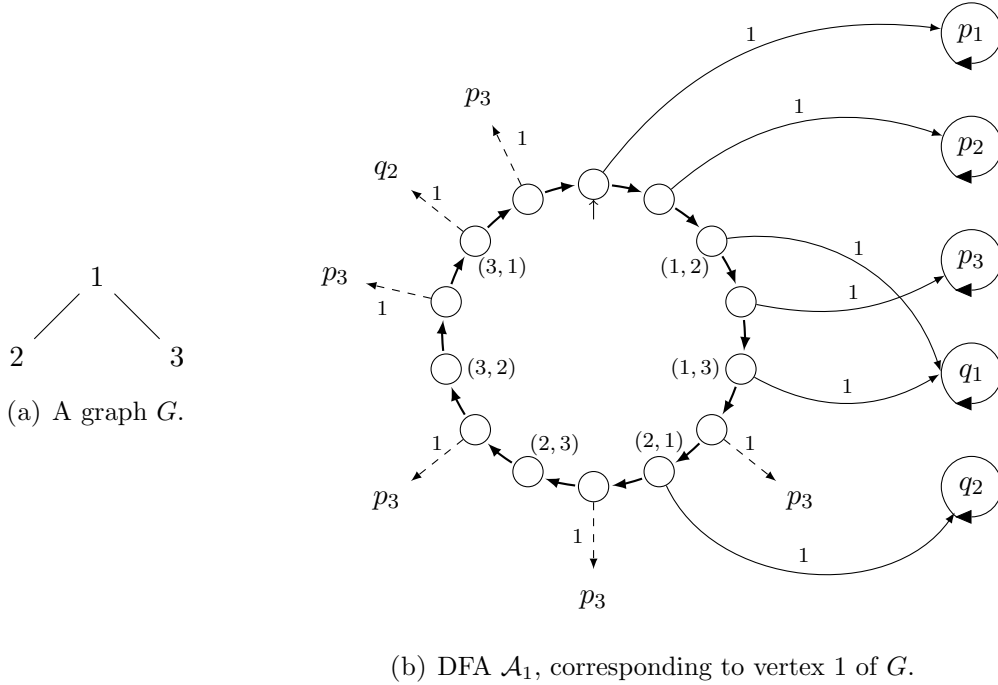 1
2 3
(a) A graph G.
p₃
1
q₂
1
p₃
1
(3, 1)
(3, 2)
1
p₃
(2, 3)
1
p₃
(2, 1)
1
p₃
(1, 3)
(1, 2)
1
1
1
1
1
1
p₁
p₂
p₃
q₁
q₂
(b) DFA 𝒜₁, corresponding to vertex 1 of G.